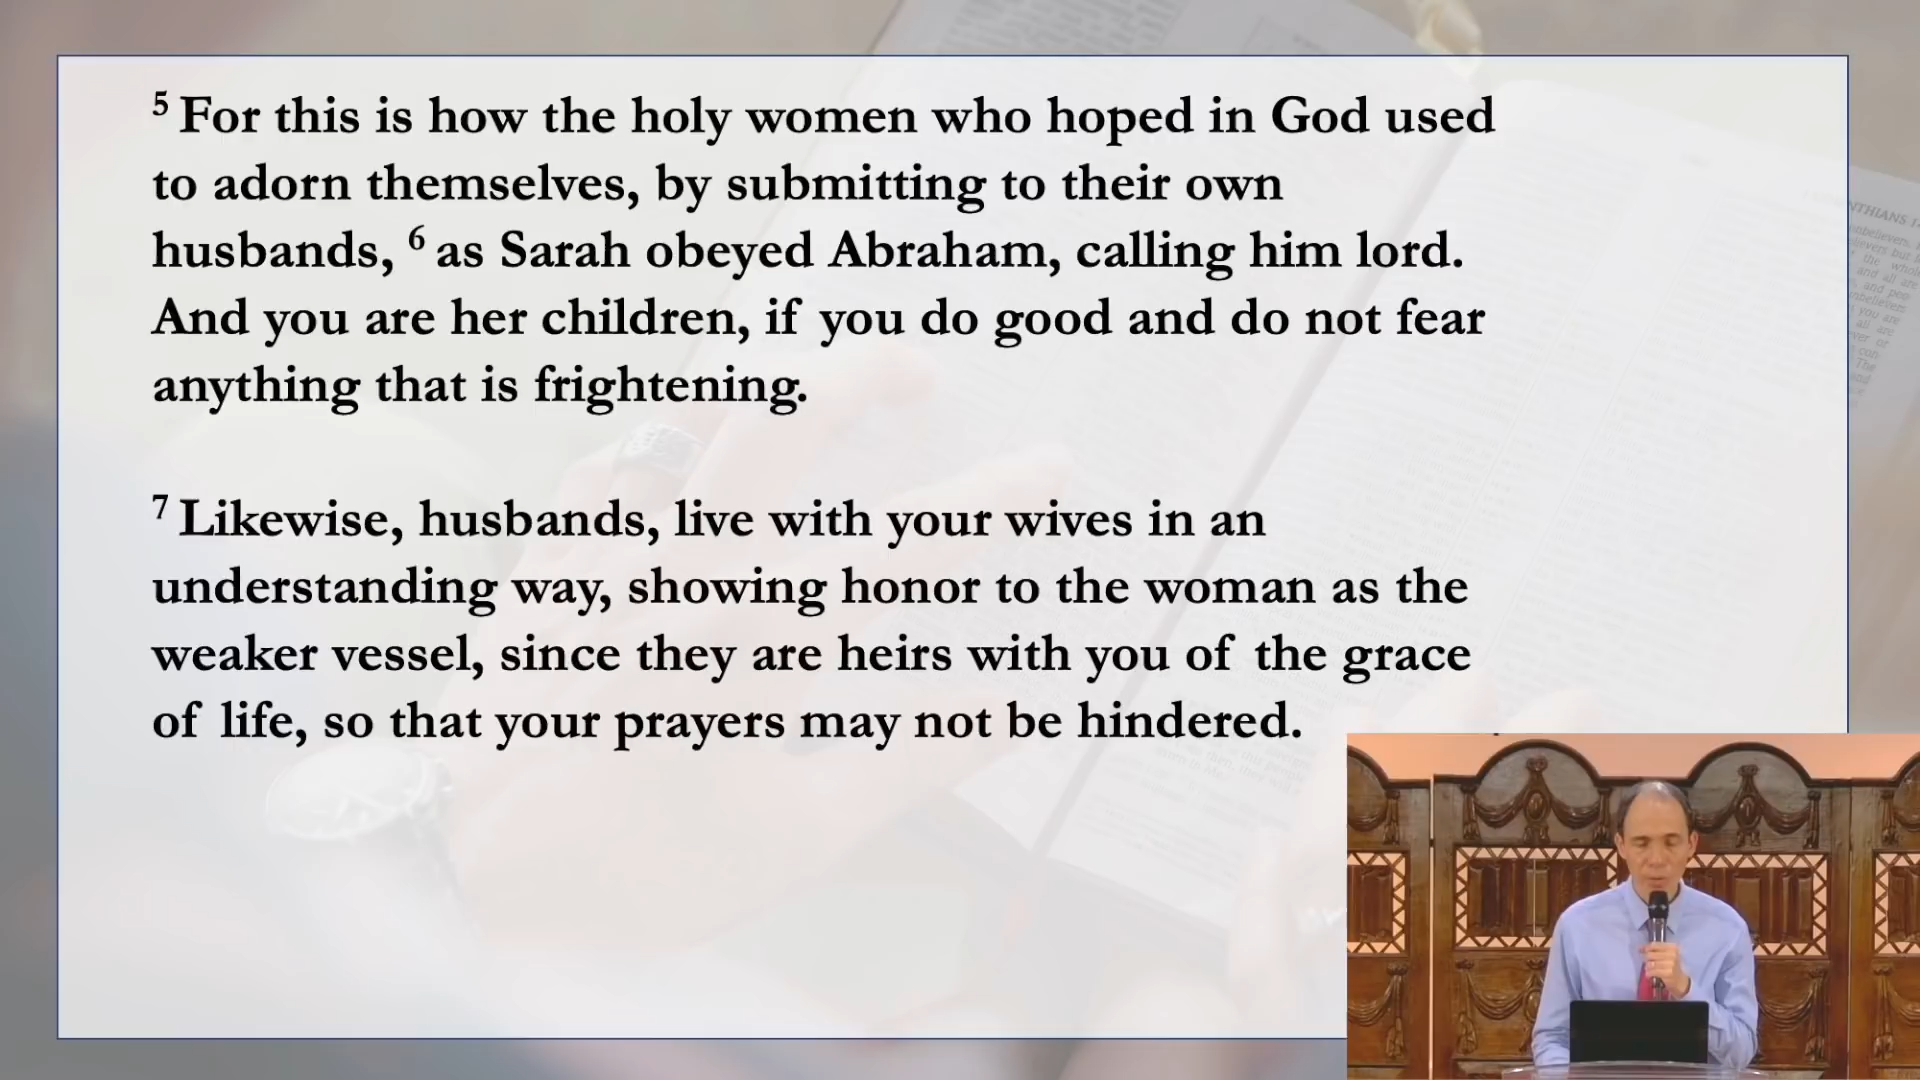 5 For this is how the holy women who hoped in God used
to adorn themselves, by submitting to their own
husbands, 6 as Sarah obeyed Abraham, calling him lord.
And you are her children, if you do good and do not fear
anything that is frightening.
7 Likewise, husbands, live with your wives in an
understanding way, showing honor to the woman as the
weaker vessel, since they are heirs with you of the grace
of life, so that your prayers may not be hindered.